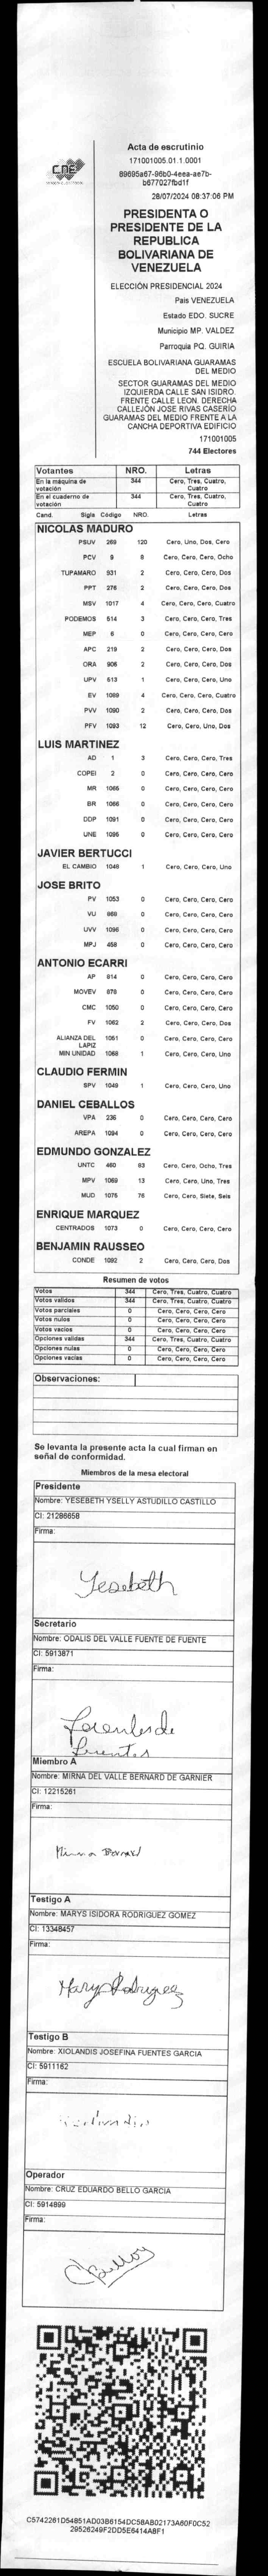 CNE
Acta de escrutinio
171001005.01.1.0001
89695a67-96b0-4eea-ae7b-
b677027fbd1f
28/07/2024 08:37:06 PM
PRESIDENTA O
PRESIDENTE DE LA
REPUBLICA
BOLIVARIANA DE
VENEZUELA
ELECCIÓN PRESIDENCIAL 2024
Pais VENEZUELA
Estado EDO. SUCRE
Municipio MP. VALDEZ
Parroquia PQ. GUIRIA
ESCUELA BOLIVARIANA GUARAMAS
DEL MEDIO
SECTOR GUARAMAS DEL MEDIO
IZQUIERDA CALLE SAN ISIDRO.
FRENTE CALLE LEON. DERECHA
CALLEJÓN JOSE RIVAS CASERÍO
GUARAMAS DEL MEDIO FRENTE A LA
CANCHA DEPORTIVA EDIFICIO
171001005
744 Electores
Votantes NRO. Letras
En la máquina de votación 344 Cero, Tres, Cuatro, Cuatro
En el cuaderno de votación 344 Cero, Tres, Cuatro, Cuatro
Cand. Sigla Codigo NRO. Letras
NICOLAS MADURO
PSUV 268 120 Cero, Uno, Dos, Cero
PCV 9 8 Cero, Cero, Cero, Ocho
TUPAMARO 931 2 Cero, Cero, Cero, Dos
PPT 276 2 Cero, Cero, Cero, Dos
MSV 1017 4 Cero, Cero, Cero, Cuatro
PODEMOS 514 3 Cero, Cero, Cero, Tres
MEP 6 0 Cero, Cero, Cero, Cero
APC 219 2 Cero, Cero, Cero, Dos
ORA 906 2 Cero, Cero, Cero, Dos
UPV 513 1 Cero, Cero, Cero, Uno
EV 1089 4 Cero, Cero, Cero, Cuatro
PVV 1090 2 Cero, Cero, Cero, Dos
PFV 1093 12 Cero, Cero, Uno, Dos
LUIS MARTINEZ
AD 1 3 Cero, Cero, Cero, Tres
COPEI 2 0 Cero, Cero, Cero, Cero
MR 1065 0 Cero, Cero, Cero, Cero
BR 1066 0 Cero, Cero, Cero, Cero
DDP 1091 0 Cero, Cero, Cero, Cero
UNE 1095 0 Cero, Cero, Cero, Cero
JAVIER BERTUCCI
EL CAMBIO 1048 1 Cero, Cero, Cero, Uno
JOSE BRITO
PV 1053 0 Cero, Cero, Cero, Cero
VU 968 0 Cero, Cero, Cero, Cero
UVV 1096 0 Cero, Cero, Cero, Cero
MPJ 458 0 Cero, Cero, Cero, Cero
ANTONIO ECARRI
AP 814 0 Cero, Cero, Cero, Cero
MOVEV 878 0 Cero, Cero, Cero, Cero
CMC 1050 0 Cero, Cero, Cero, Cero
FV 1062 2 Cero, Cero, Cero, Dos
ALIANZA DEL LAPIZ 1081 0 Cero, Cero, Cero, Cero
MIN UNIDAD 1068 1 Cero, Cero, Cero, Uno
CLAUDIO FERMIN
SPV 1049 1 Cero, Cero, Cero, Uno
DANIEL CEBALLOS
VPA 236 0 Cero, Cero, Cero, Cero
AREPA 1094 0 Cero, Cero, Cero, Cero
EDMUNDO GONZALEZ
UNTC 460 83 Cero, Cero, Ocho, Tres
MPV 1069 13 Cero, Cero, Uno, Tres
MUD 1075 76 Cero, Cero, Siete, Seis
ENRIQUE MARQUEZ
CENTRADOS 1073 0 Cero, Cero, Cero, Cero
BENJAMIN RAUSSEO
CONDE 1092 2 Cero, Cero, Cero, Dos
Resumen de votos
Votos 344 Cero, Tres, Cuatro, Cuatro
Votos validos 344 Cero, Tres, Cuatro, Cuatro
Votos parciales 0 Cero, Cero, Cero, Cero
Votos nulos 0 Cero, Cero, Cero, Cero
Votos vacios 0 Cero, Cero, Cero, Cero
Opciones validas 344 Cero, Tres, Cuatro, Cuatro
Opciones nulas 0 Cero, Cero, Cero, Cero
Opciones vacias 0 Cero, Cero, Cero, Cero
Observaciones:
Se levanta la presente acta la cual firman en
señal de conformidad.
Miembros de la mesa electoral
Presidente
Nombre: YESEBETH YSELLY ASTUDILLO CASTILLO
CI: 21286658
Firma:
Yesebeth
Secretario
Nombre: ODALIS DEL VALLE FUENTE DE FUENTE
CI: 5913871
Firma:
Miembro A
Nombre: MIRNA DEL VALLE BERNARD DE GARNIER
CI: 12215261
Firma:
Testigo A
Nombre: MARYS ISIDORA RODRIGUEZ GOMEZ
CI: 13348457
Firma:
Mary Rodriguez
Testigo B
Nombre: XIOLANDIS JOSEFINA FUENTES GARCIA
CI: 5911162
Firma:
Operador
Nombre: CRUZ EDUARDO BELLO GARCIA
CI: 5914899
Firma:
C5742261D54851AD03B6154DC58AB02173A60F0C52
29526249F2DD5E6414ABF1